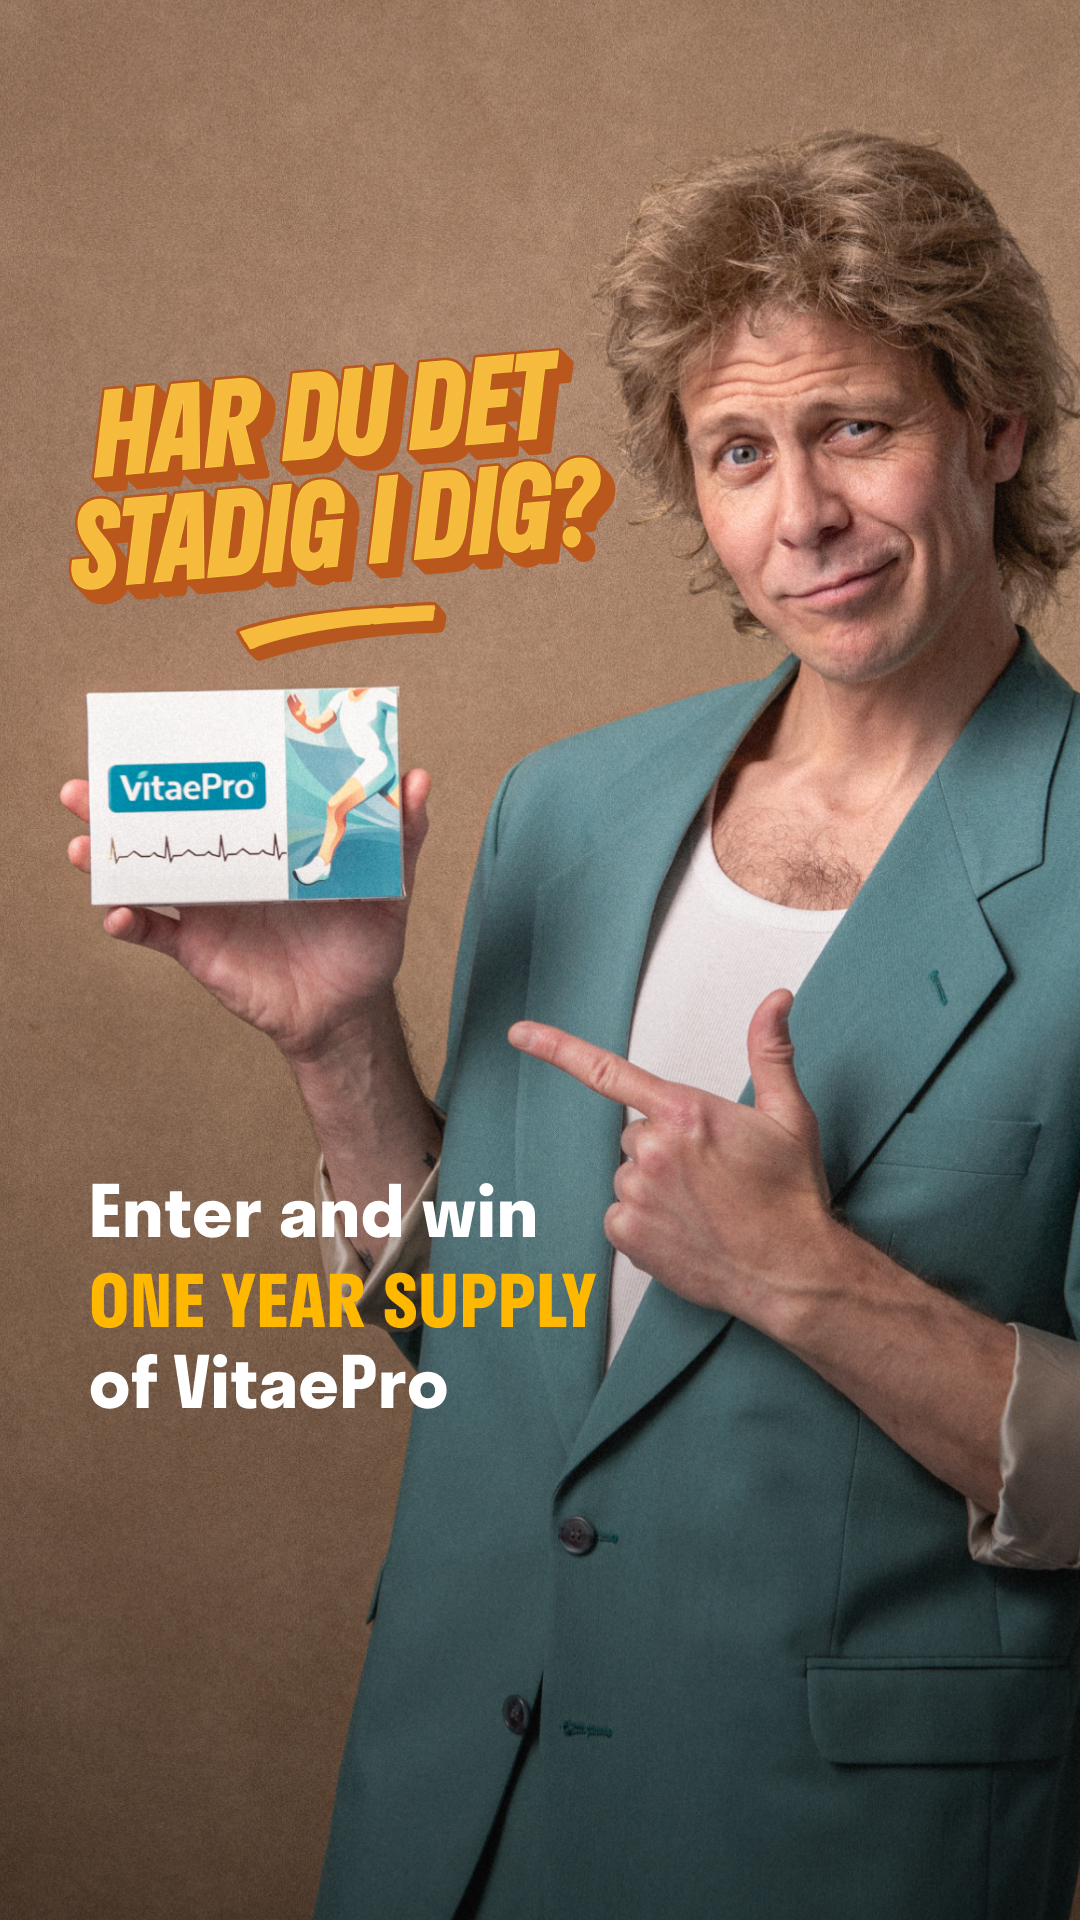 HAR DU DET
STADIG I DIG?
VitaePro®
Enter and win
ONE YEAR SUPPLY
of VitaePro